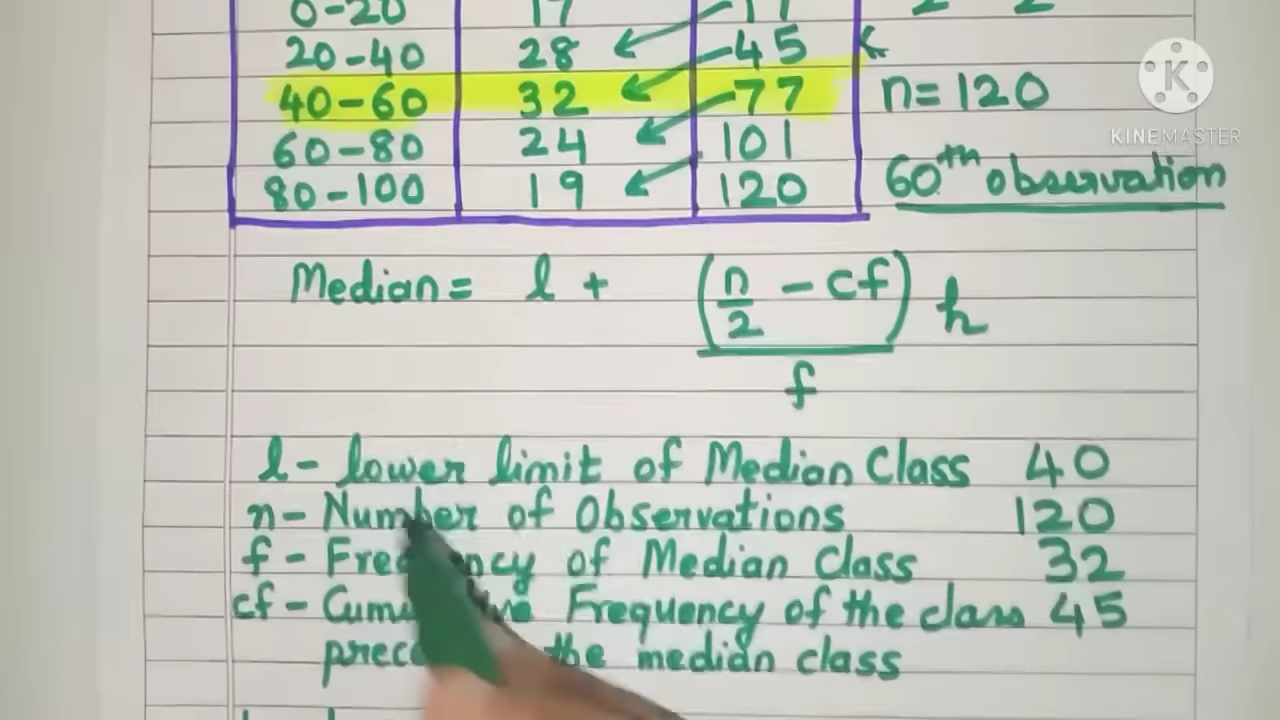 0-20 17 17
20-40 28 45
40-60 32 77 n=120
60-80 24 101
80-100 19 120 60th observation
KINEMASTER
Median = l + (n/2 - cf) h
f
l - lower limit of Median Class 40
n - Number of Observations 120
f - of Median Class 32
cf - Frequency of the class 45
the median class